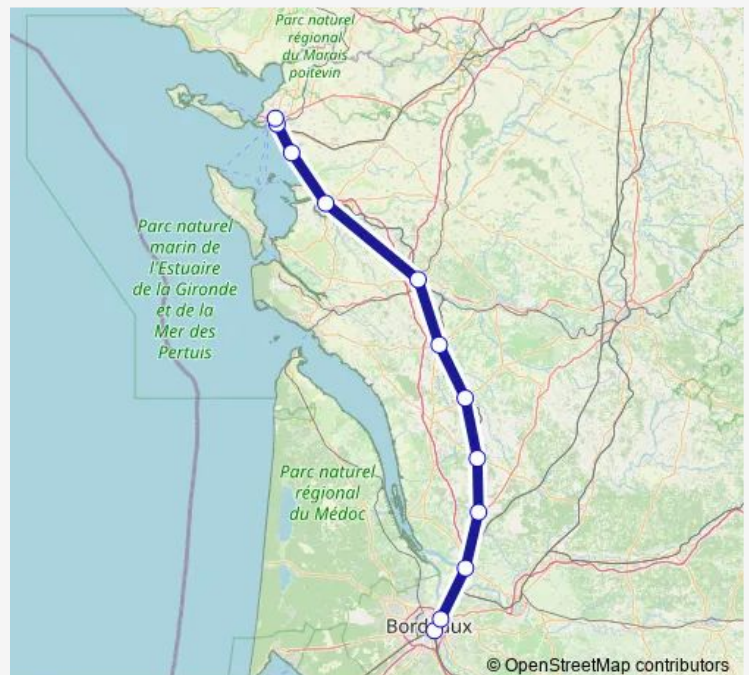 Parc naturel
régional
du Marais
poitevin
Parc naturel
marin de
l'Estuaire
de la Gironde
et de la
Mer des
Pertuis
Parc naturel
régional
du Médoc
© OpenStreetMap contributors